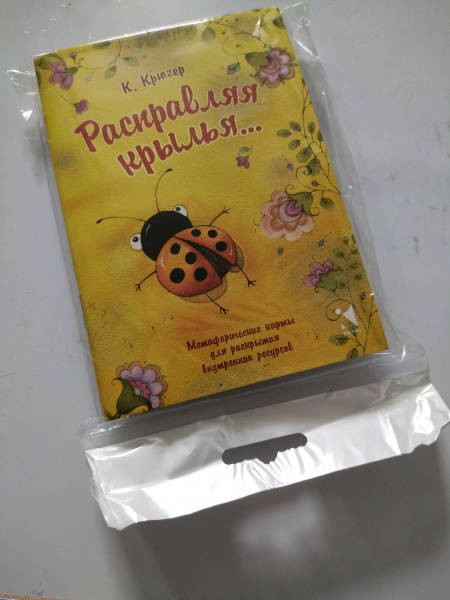 К. Крюгер
Расправляя
крылья...
Метафорические карты
для раскрытия
внутренних ресурсов